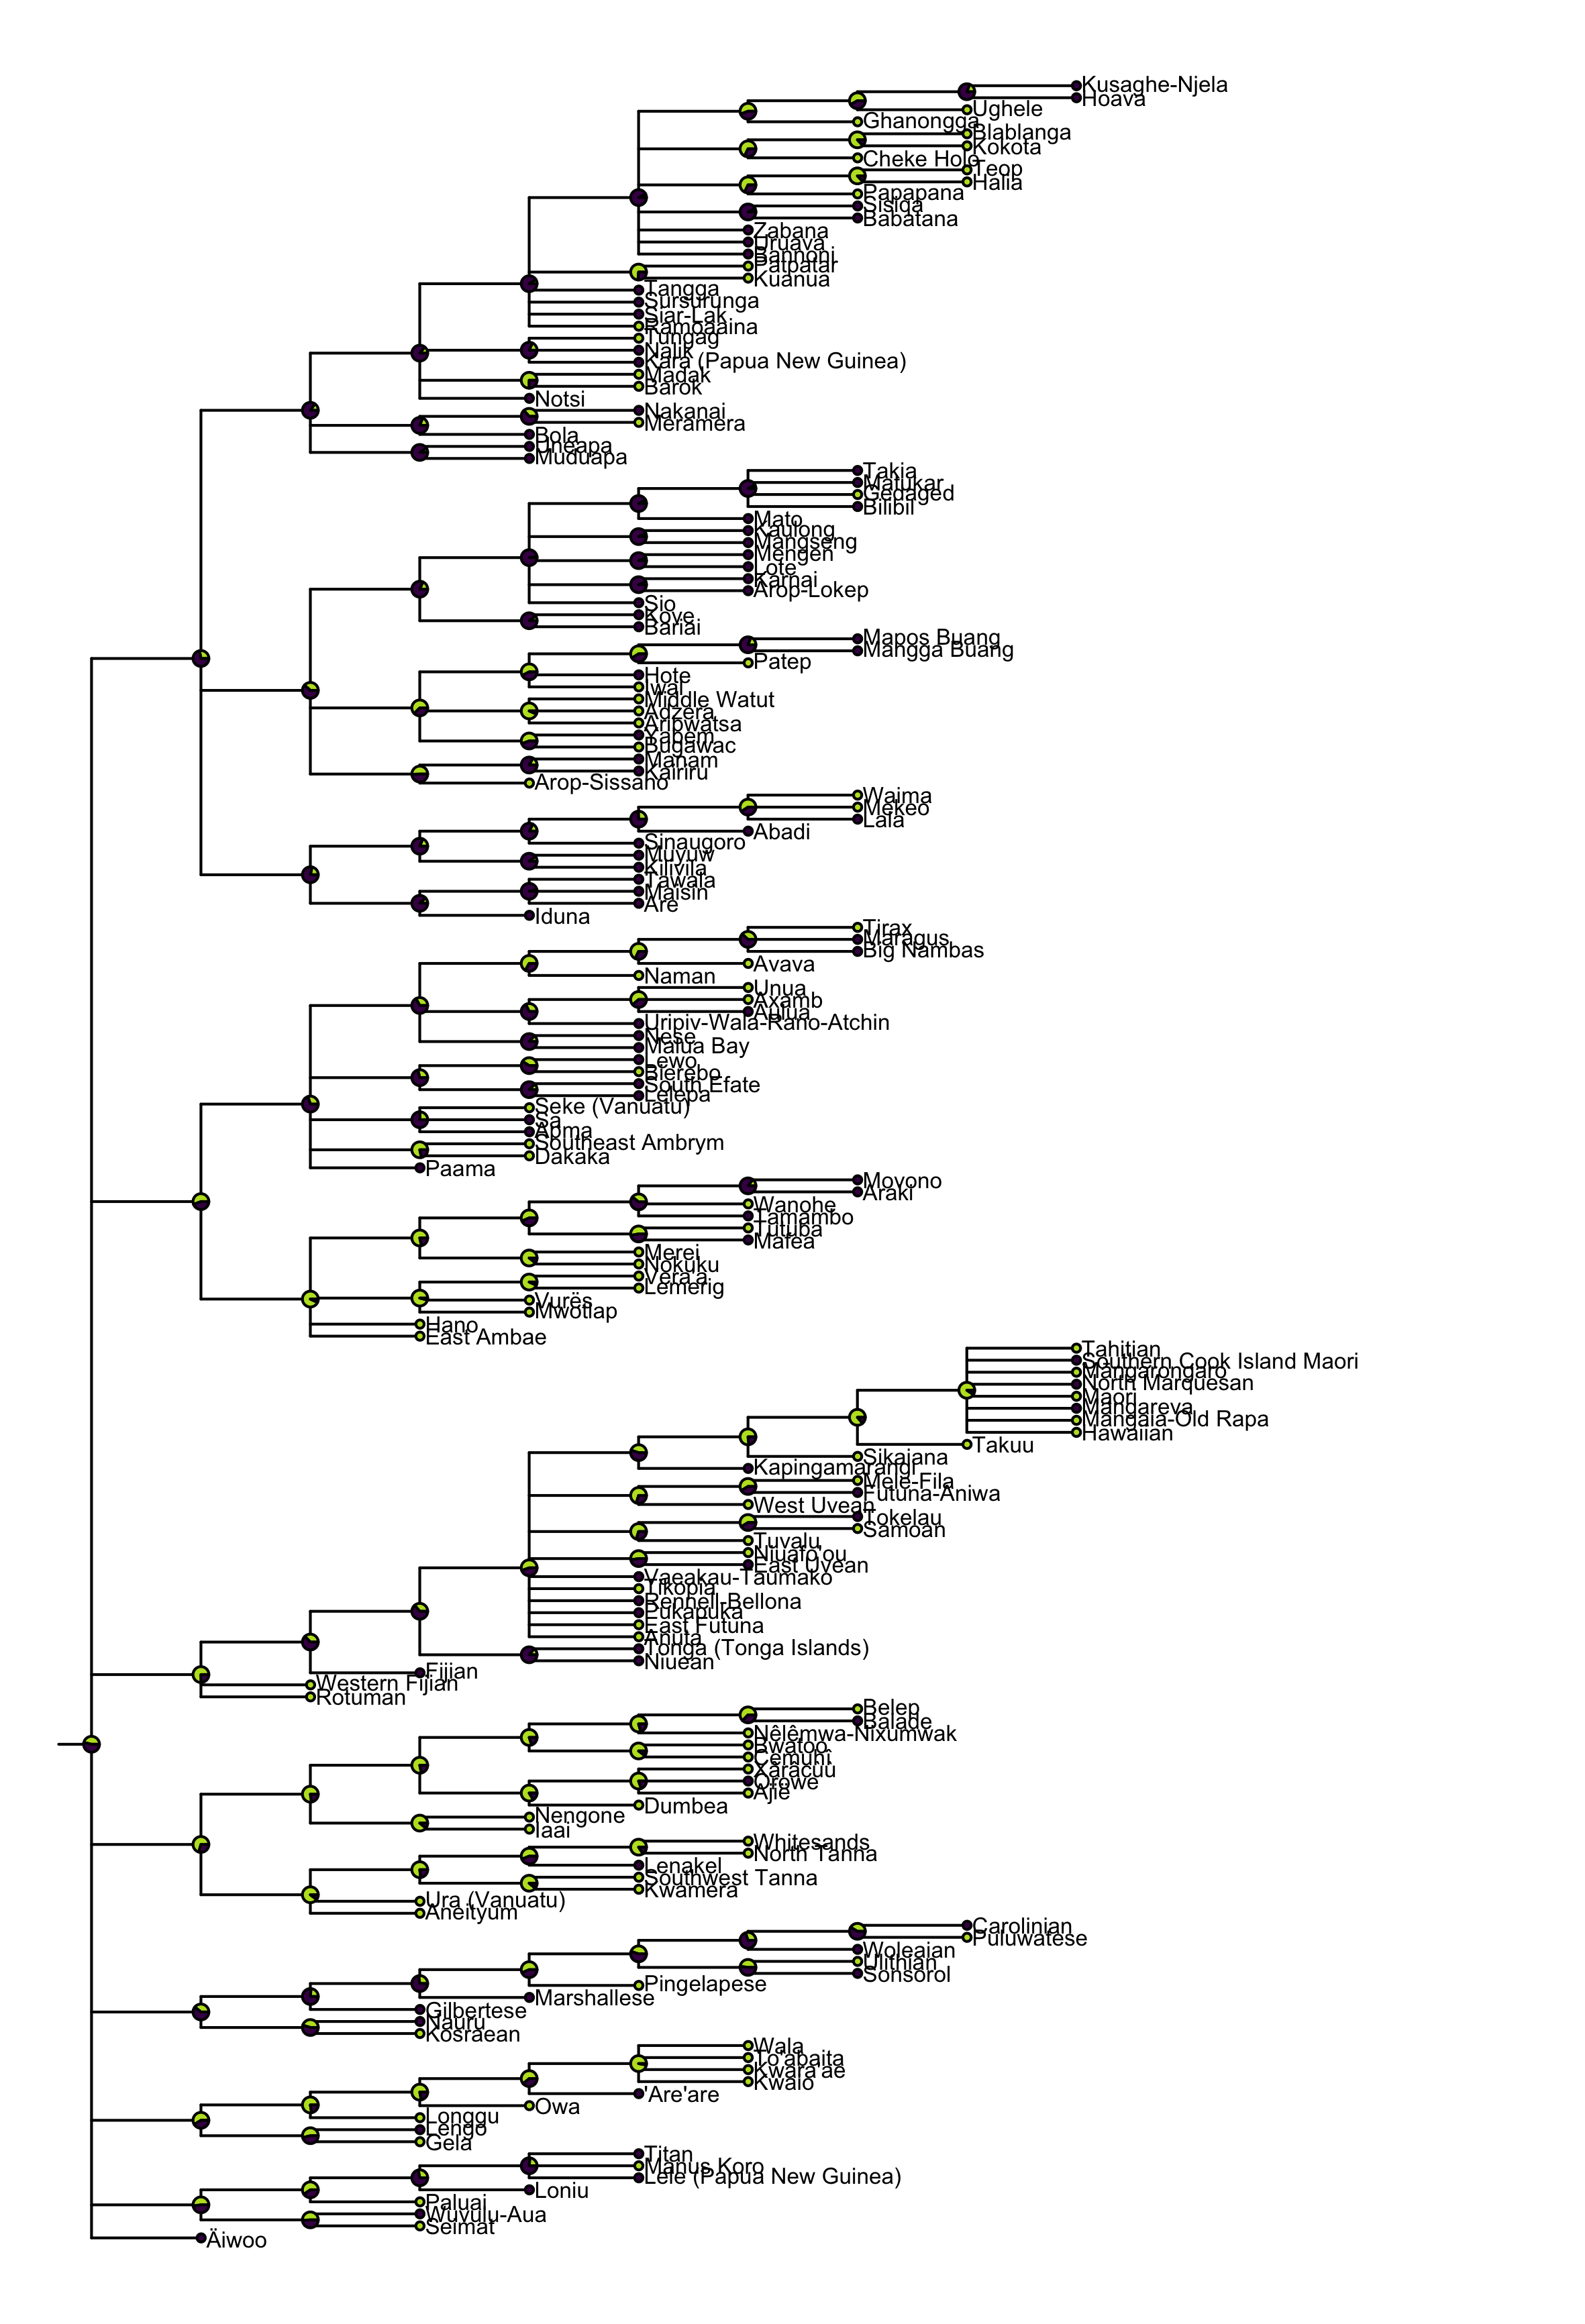 Kusaghe-Njela
Hoava
Ughele
Ghanongga
Blablanga
Kokota
Cheke Holo
Teop
Halia
Papapana
Sisiqa
Babatana
Zabana
Uruava
Bannoni
Patpatar
Kuanua
Tangga
Sursurunga
Siar-Lak
Ramoaaina
Tungag
Nalik
Kara (Papua New Guinea)
Madak
Barok
Notsi
Nakanai
Meramera
Bola
Uneapa
Muduapa
Takia
Matukar
Gedaged
Bilibil
Mato
Kaulong
Mangseng
Mengen
Lote
Karnai
Arop-Lokep
Sio
Kove
Bariai
Mapos Buang
Mangga Buang
Patep
Hote
Iwal
Middle Watut
Adzera
Aribwatsa
Yabem
Bugawac
Manam
Kairiru
Arop-Sissano
Waima
Mekeo
Lala
Abadi
Sinaugoro
Muyuw
Kilivila
Tawala
Maisin
Are
Iduna
Tirax
Maragus
Big Nambas
Avava
Naman
Unua
Axamb
Aulua
Uripiv-Wala-Rano-Atchin
Nese
Malua Bay
Lewo
Bierebo
South Efate
Lelepa
Seke (Vanuatu)
Sa
Apma
Southeast Ambrym
Dakaka
Paama
Movono
Araki
Wanohe
Tamambo
Tutuba
Mafea
Merei
Nokuku
Vera'a
Lemerig
Vurës
Mwotlap
Hano
East Ambae
Tahitian
Southern Cook Island Maori
Mangarongaro
North Marquesan
Maori
Mangareva
Mangaia-Old Rapa
Hawaiian
Takuu
Sikaiana
Kapingamarangi
Mele-Fila
Futuna-Aniwa
West Uvean
Tokelau
Samoan
Tuvalu
Niuafo'ou
East Uvean
Vaeakau-Taumako
Tikopia
Rennell-Bellona
Pukapuka
East Futuna
Anuta
Tonga (Tonga Islands)
Niuean
Fijian
Western Fijian
Rotuman
Belep
Balade
Nêlêmwa-Nixumwak
Bwatoo
Cemuhî
Xârâcùù
Orowe
Ajië
Dumbea
Nengone
Iaai
Whitesands
North Tanna
Lenakel
Southwest Tanna
Kwamera
Ura (Vanuatu)
Aneityum
Carolinian
Puluwatese
Woleaian
Ulithian
Sonsorol
Pingelapese
Marshallese
Gilbertese
Nauru
Kosraean
Wala
To'abaita
Kwara'ae
Kwaio
'Are'are
Owa
Longgu
Lengo
Gela
Titan
Manus Koro
Lele (Papua New Guinea)
Loniu
Paluai
Wuvulu-Aua
Seimat
Äiwoo